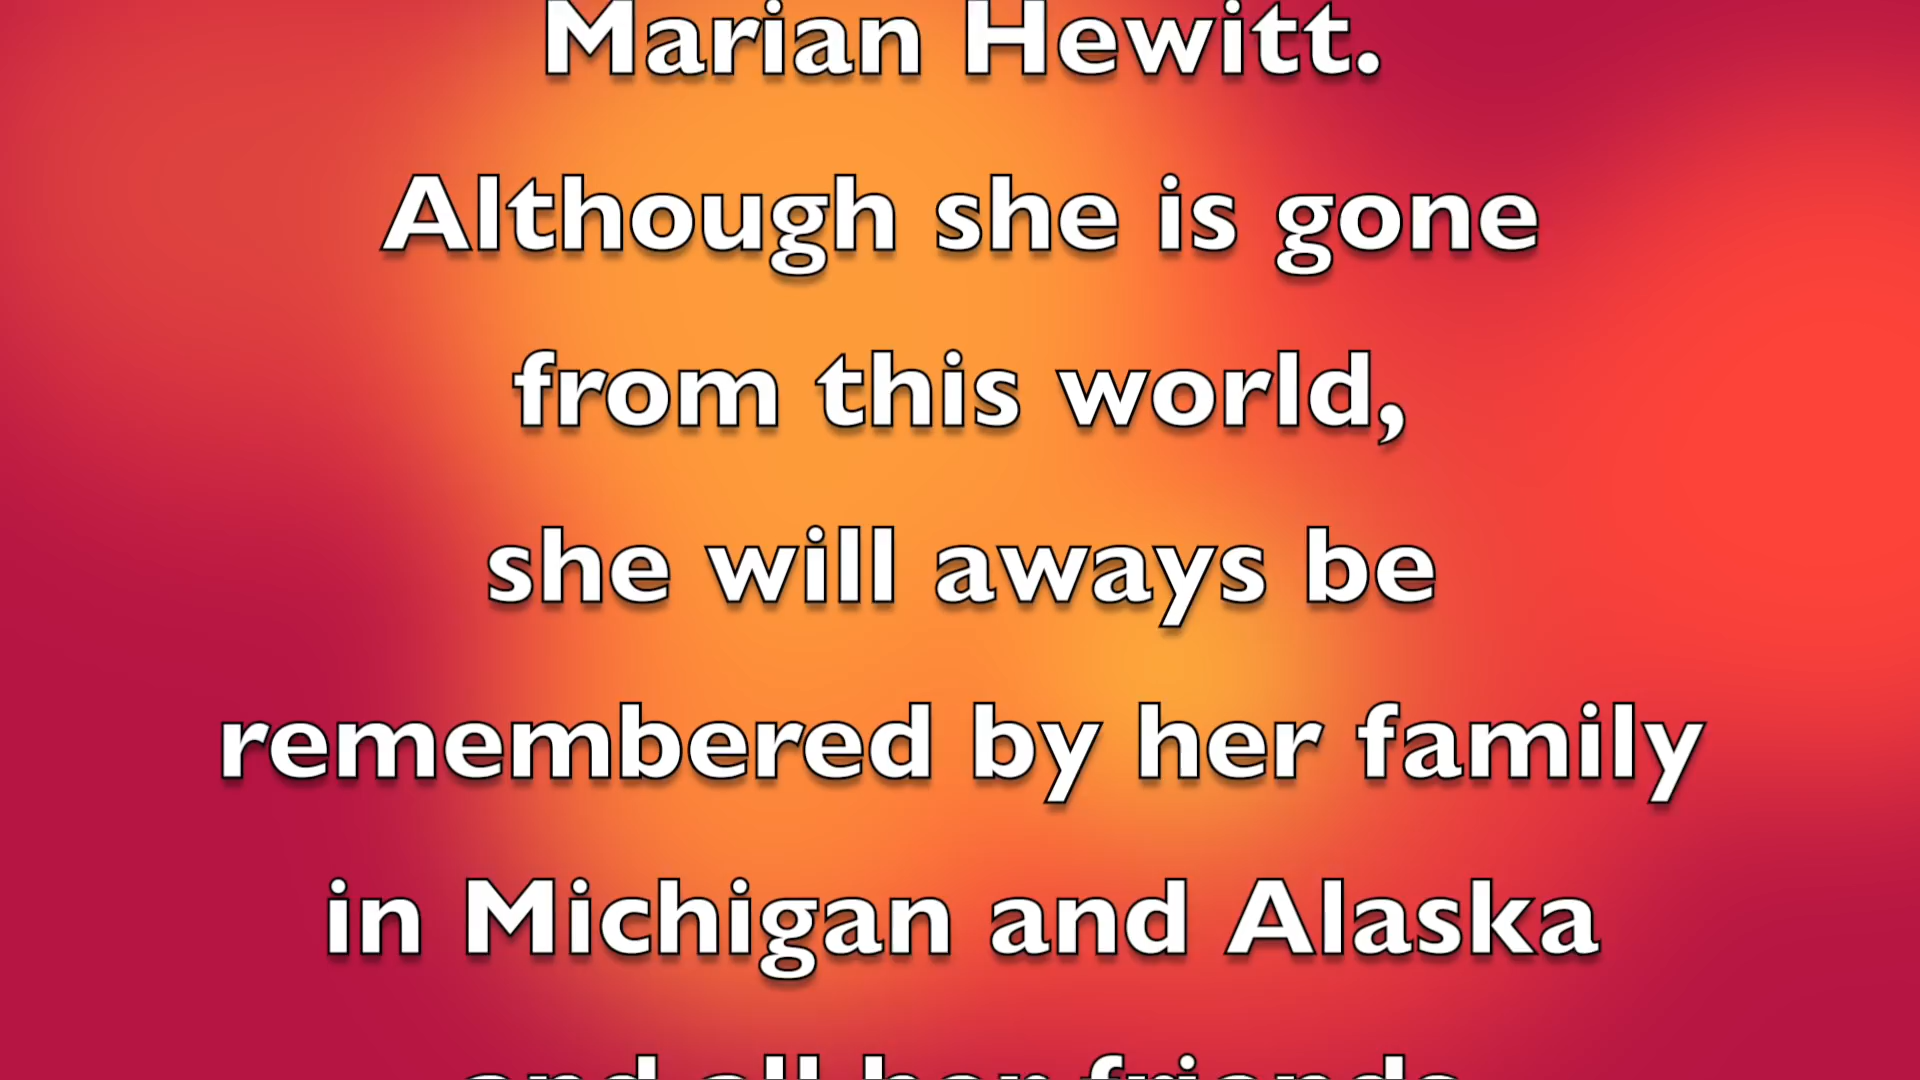 Marian Hewitt.
Although she is gone
from this world,
she will aways be
remembered by her family
in Michigan and Alaska
and all her friends